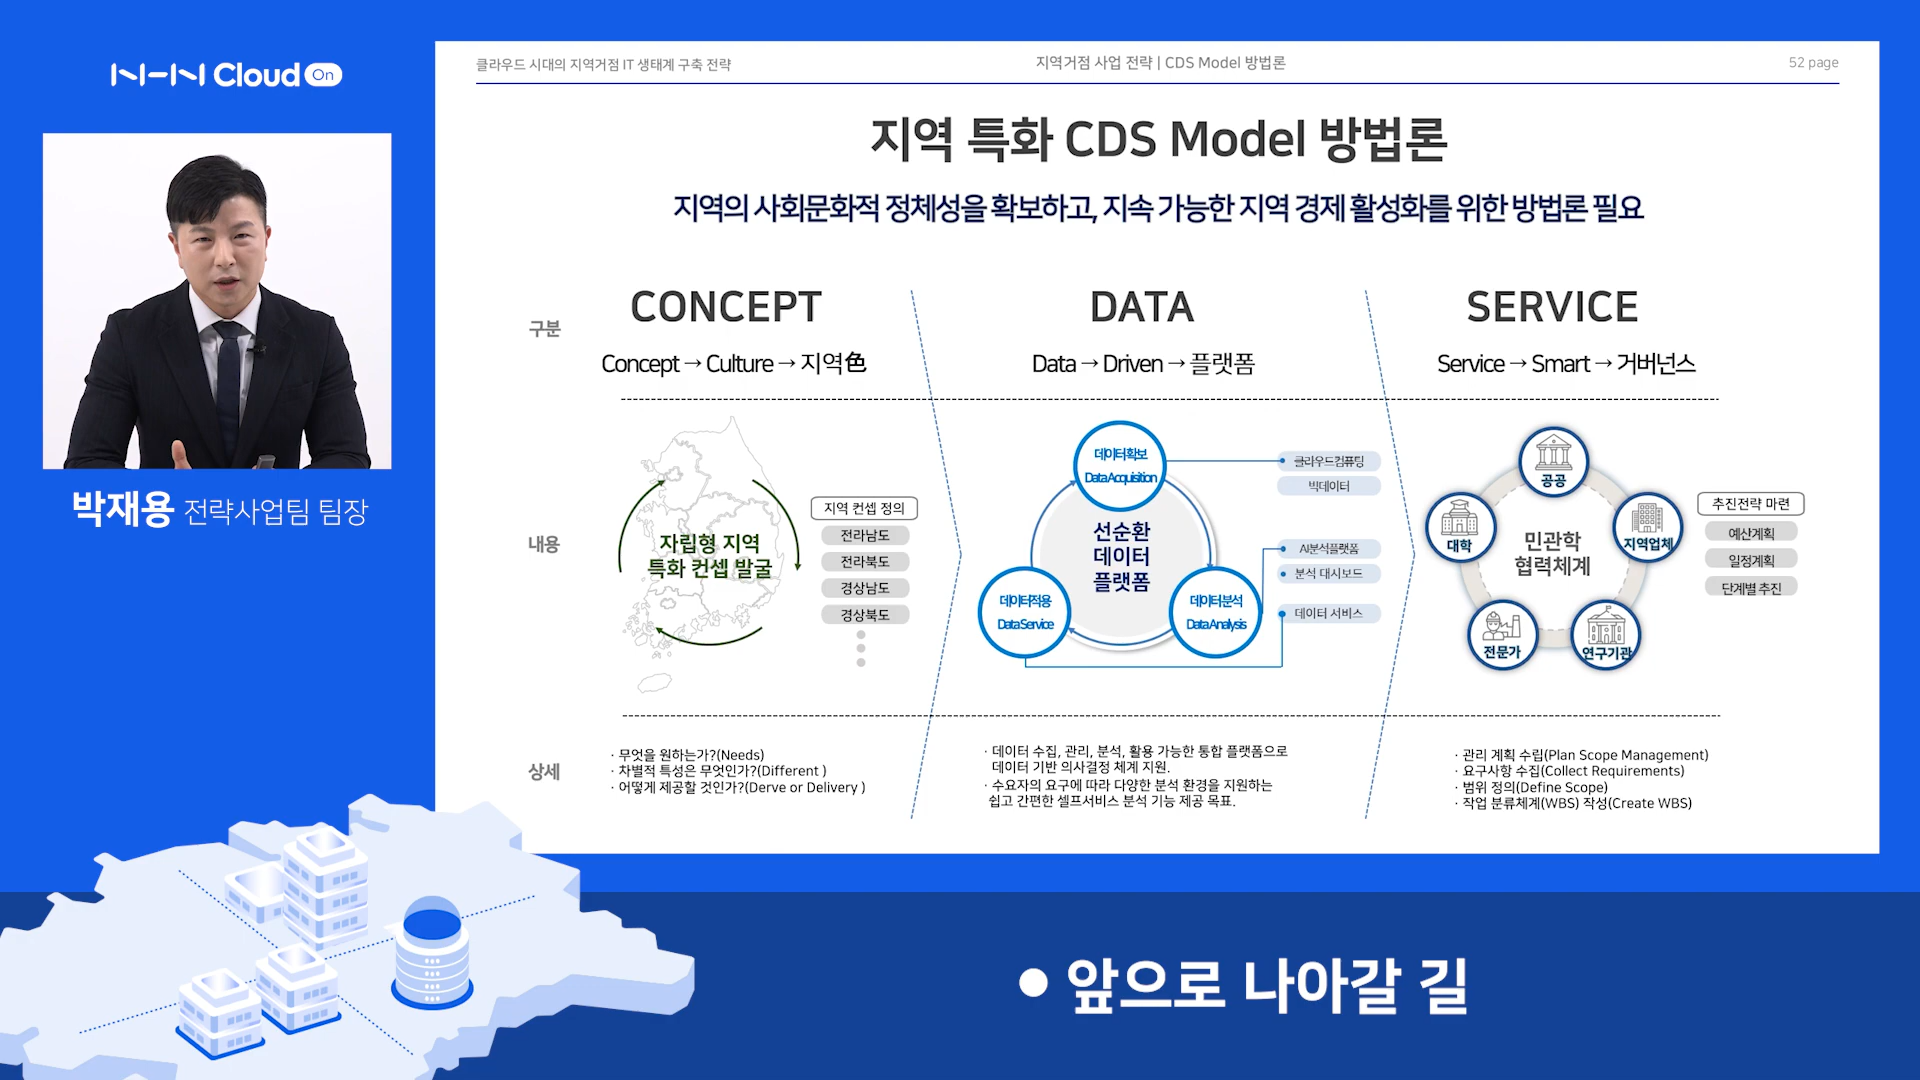 NHN Cloud On
박재용 전략사업팀 팀장
클라우드 시대의 지역거점 IT 생태계 구축 전략
지역거점 사업 전략 | CDS Model 방법론
52 page
지역 특화 CDS Model 방법론
지역의 사회문화적 정체성을 확보하고, 지속 가능한 지역 경제 활성화를 위한 방법론 필요
구분
CONCEPT
Concept → Culture → 지역色
DATA
Data → Driven → 플랫폼
SERVICE
Service → Smart → 거버넌스
내용
자립형 지역
특화 컨셉 발굴
지역 컨셉 정의
전라남도
전라북도
경상남도
경상북도
데이터확보
Data Acquisition
선순환
데이터
플랫폼
데이터적용
Data Service
데이터분석
Data Analysis
클라우드컴퓨팅
빅데이터
AI분석플랫폼
분석 대시보드
데이터 서비스
공공
대학
지역업체
민관학
협력체계
전문가
연구기관
추진전략 마련
예산계획
일정계획
단계별 추진
상세
· 무엇을 원하는가?(Needs)
· 차별적 특성은 무엇인가?(Different )
· 어떻게 제공할 것인가?(Derve or Delivery )
· 데이터 수집, 관리, 분석, 활용 가능한 통합 플랫폼으로
데이터 기반 의사결정 체계 지원.
· 수요자의 요구에 따라 다양한 분석 환경을 지원하는
쉽고 간편한 셀프서비스 분석 기능 제공 목표.
· 관리 계획 수립(Plan Scope Management)
· 요구사항 수집(Collect Requirements)
· 범위 정의(Define Scope)
· 작업 분류체계(WBS) 작성(Create WBS)
• 앞으로 나아갈 길